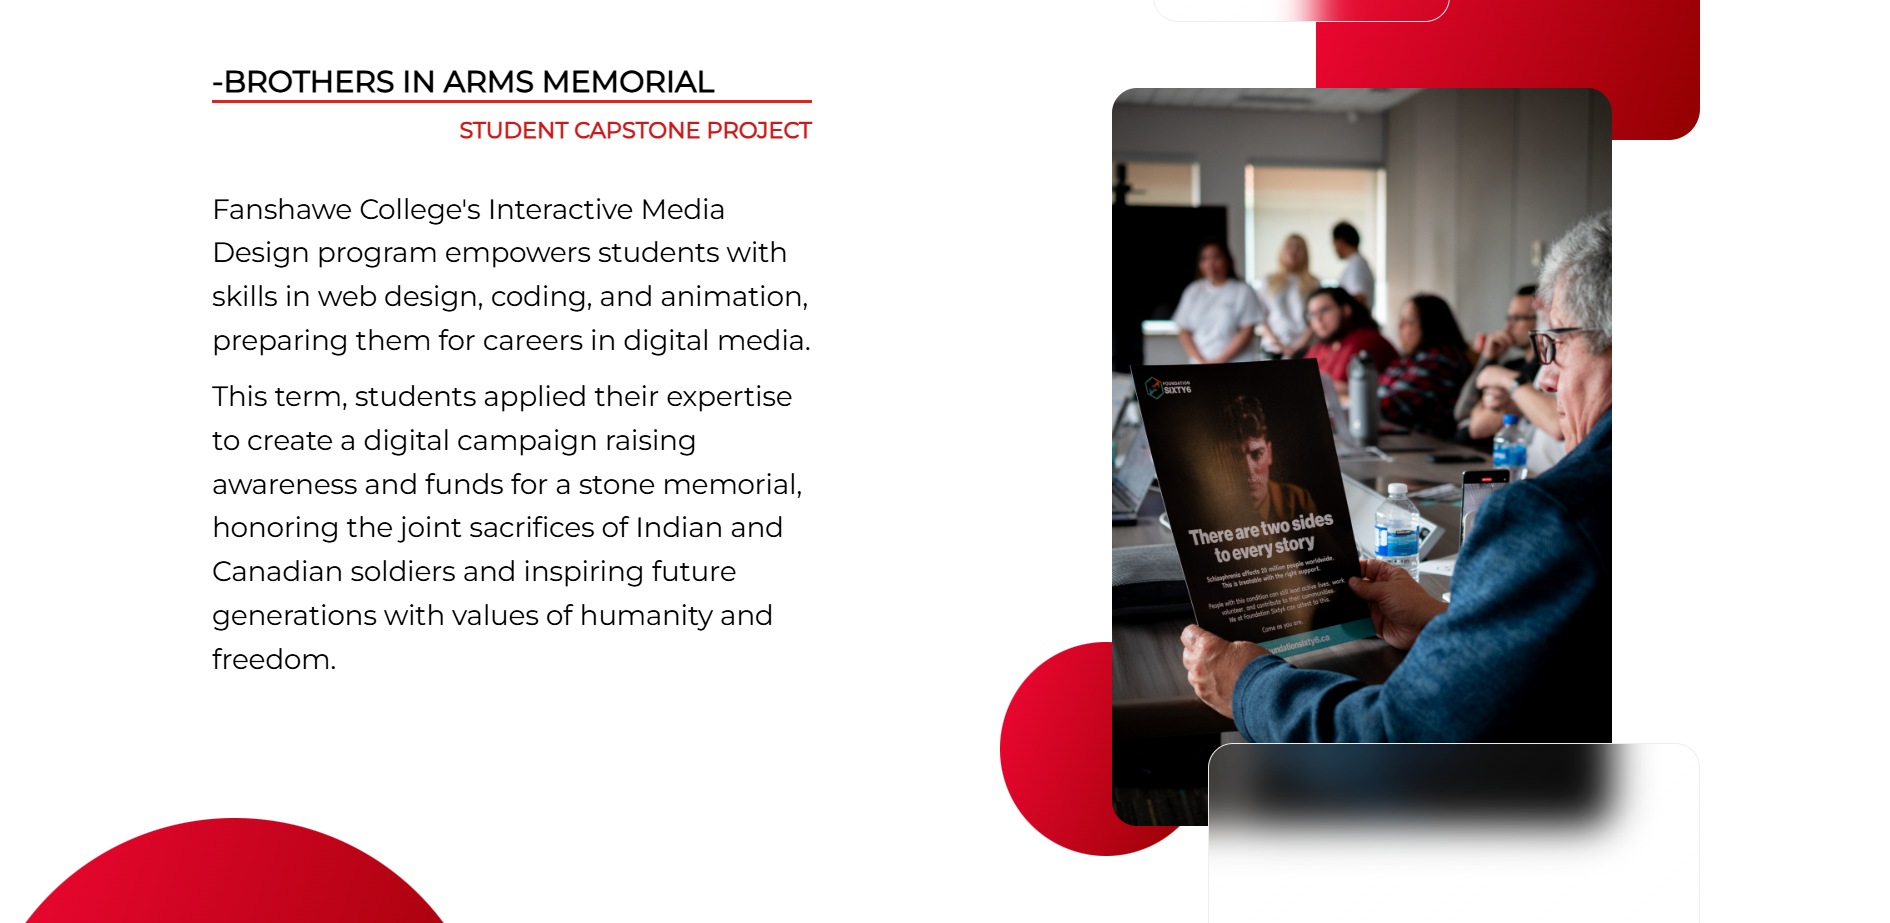 -BROTHERS IN ARMS MEMORIAL
STUDENT CAPSTONE PROJECT
Fanshawe College's Interactive Media
Design program empowers students with
skills in web design, coding, and animation,
preparing them for careers in digital media.
This term, students applied their expertise
to create a digital campaign raising
awareness and funds for a stone memorial,
honoring the joint sacrifices of Indian and
Canadian soldiers and inspiring future
generations with values of humanity and
freedom.
FOUNDATION
SIXTY6
There are two sides
to every story
Schizophrenia affects 20 million people worldwide.
This is treatable with the right support.
People with this condition can still lead active lives, work,
volunteer, and contribute to their communities.
We at Foundation Sixty6 can attest to this.
Come as you are.
undationsixty6.ca